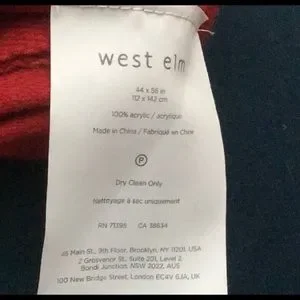 west elm
44 x 56 in
112 x 142 cm
100% acrylic / acrylique
Made in China / Fabriqué en Chine
P
Dry Clean Only
Nettoyage à sec uniquement
RN 71395 CA 38634
55 Main St., 9th Floor, Brooklyn, NY 11201, USA
2 Grosvenor St., Suite 201, Level 2,
Bondi Junction, NSW 2022, AUS
100 New Bridge Street, London EC4V 6JA, UK